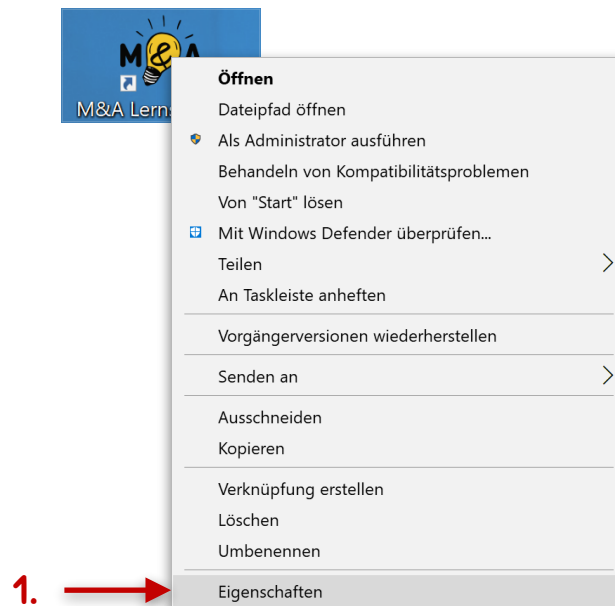 M&A
M&A Lern
Öffnen
Dateipfad öffnen
Als Administrator ausführen
Behandeln von Kompatibilitätsproblemen
Von "Start" lösen
Mit Windows Defender überprüfen...
Teilen
An Taskleiste anheften
Vorgängerversionen wiederherstellen
Senden an
Ausschneiden
Kopieren
Verknüpfung erstellen
Löschen
Umbenennen
1. Eigenschaften